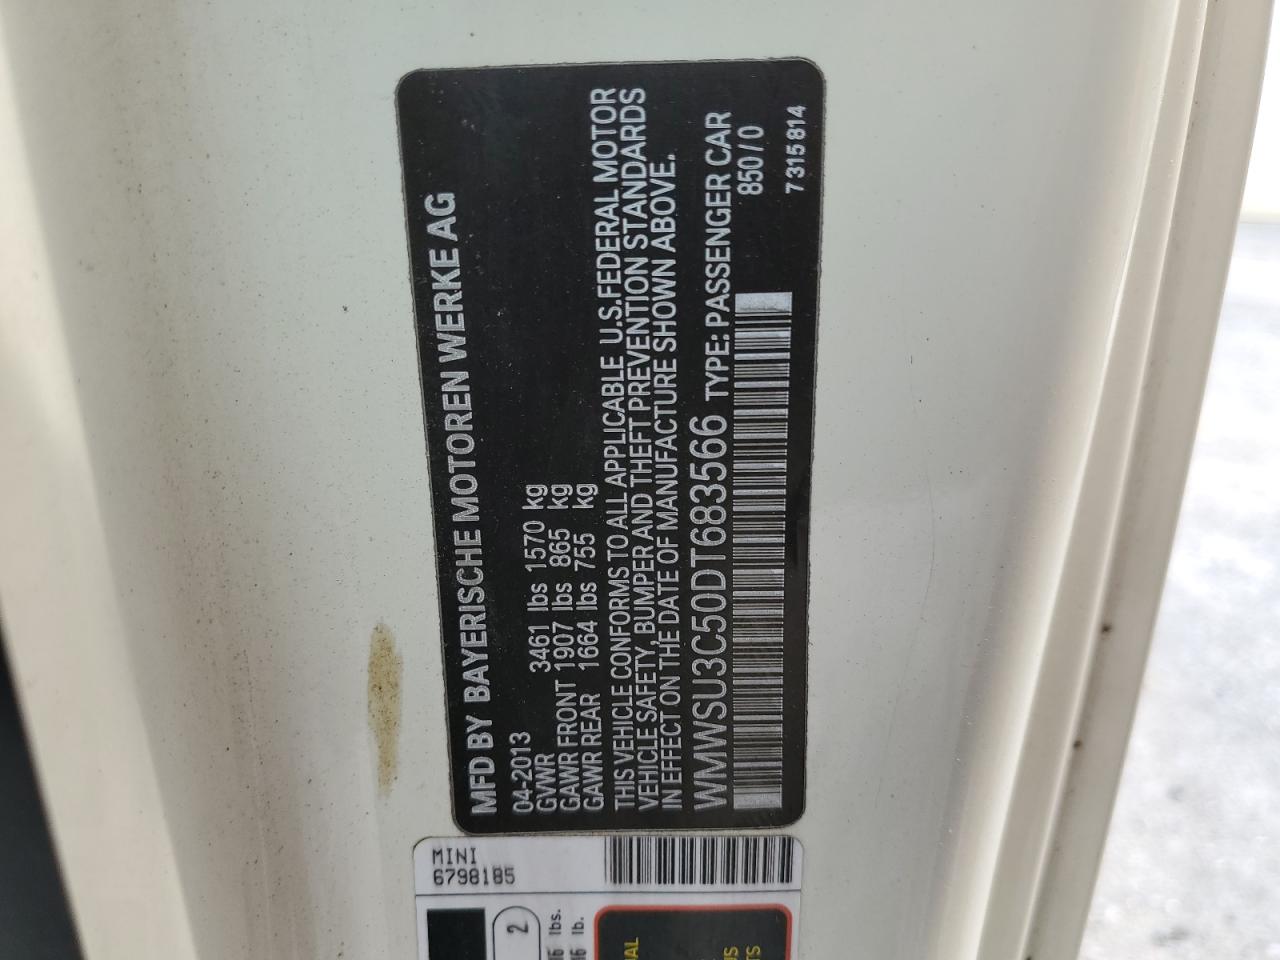 MFD BY BAYERISCHE MOTOREN WERKE AG
04-2013
GVWR 3461 lbs 1570 kg
GAWR FRONT 1907 lbs 865 kg
GAWR REAR 1664 lbs 755 kg
THIS VEHICLE CONFORMS TO ALL APPLICABLE U.S.FEDERAL MOTOR
VEHICLE SAFETY, BUMPER AND THEFT PREVENTION STANDARDS
IN EFFECT ON THE DATE OF MANUFACTURE SHOWN ABOVE.
WMWSU3C50DT683566 TYPE: PASSENGER CAR
850/0
7315814
MINI
6798185
2
lbs.
lb.